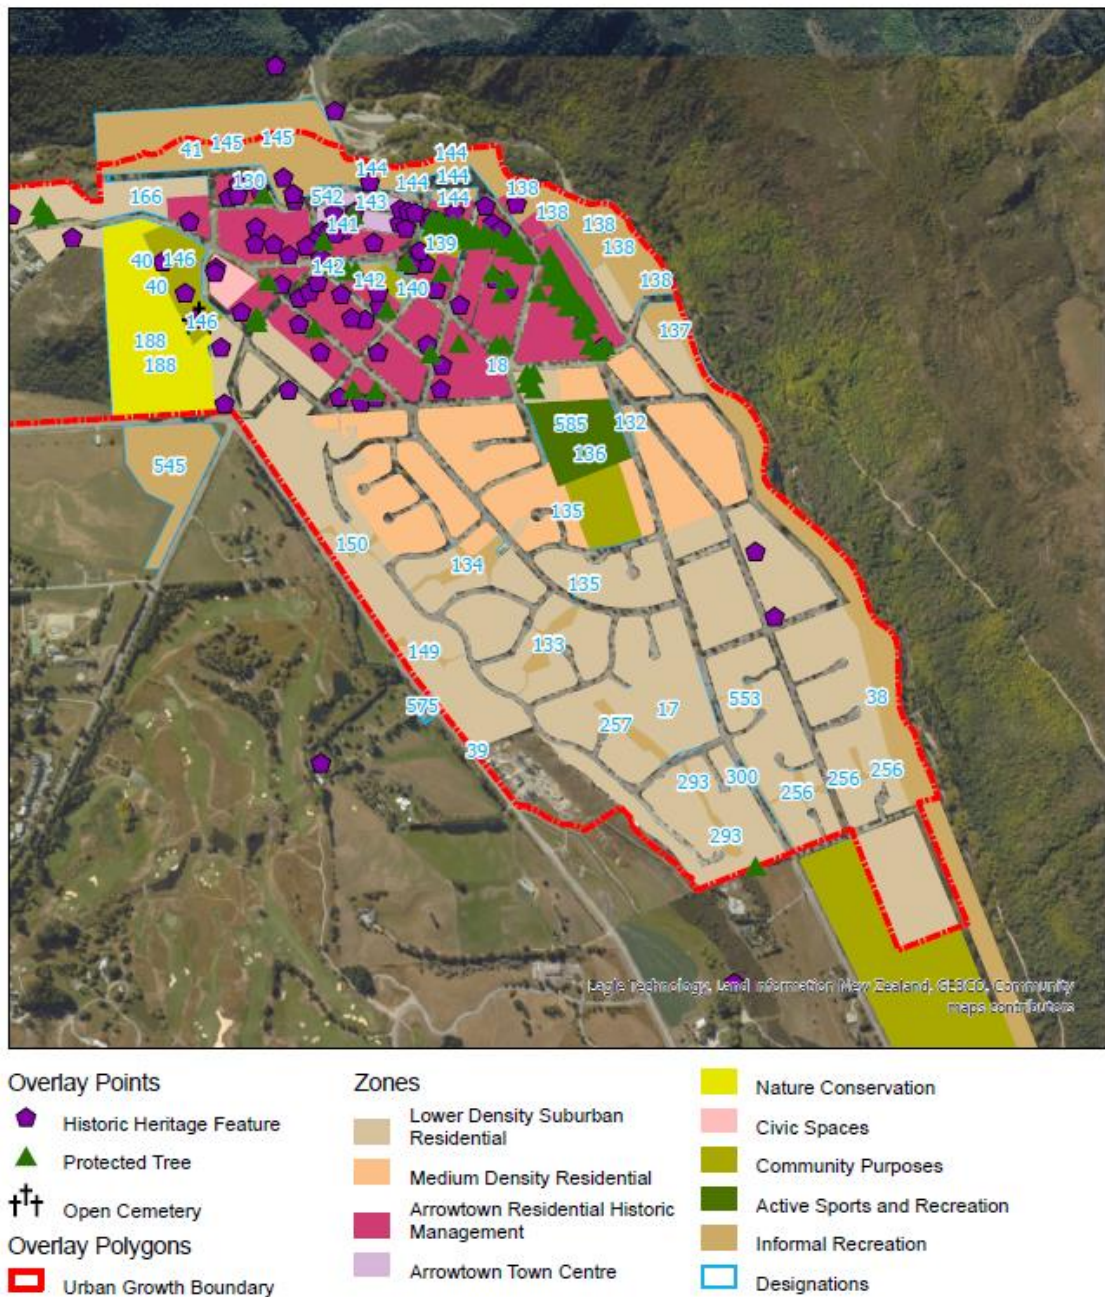 41 145 145
144
144
144
144
144
130
542
143
138
166
141
138
138
139
138
40 146
142
142
140
138
40
146
137
188
188
18
585
132
136
545
135
150
134
135
133
149
17
553
38
575
257
39
293
300
256
256
256
293
Eagle Technology, Land Information New Zealand, GEBCO, Community
maps contributors
Overlay Points
Historic Heritage Feature
Protected Tree
Open Cemetery
Overlay Polygons
Urban Growth Boundary
Zones
Lower Density Suburban
Residential
Medium Density Residential
Arrowtown Residential Historic
Management
Arrowtown Town Centre
Nature Conservation
Civic Spaces
Community Purposes
Active Sports and Recreation
Informal Recreation
Designations